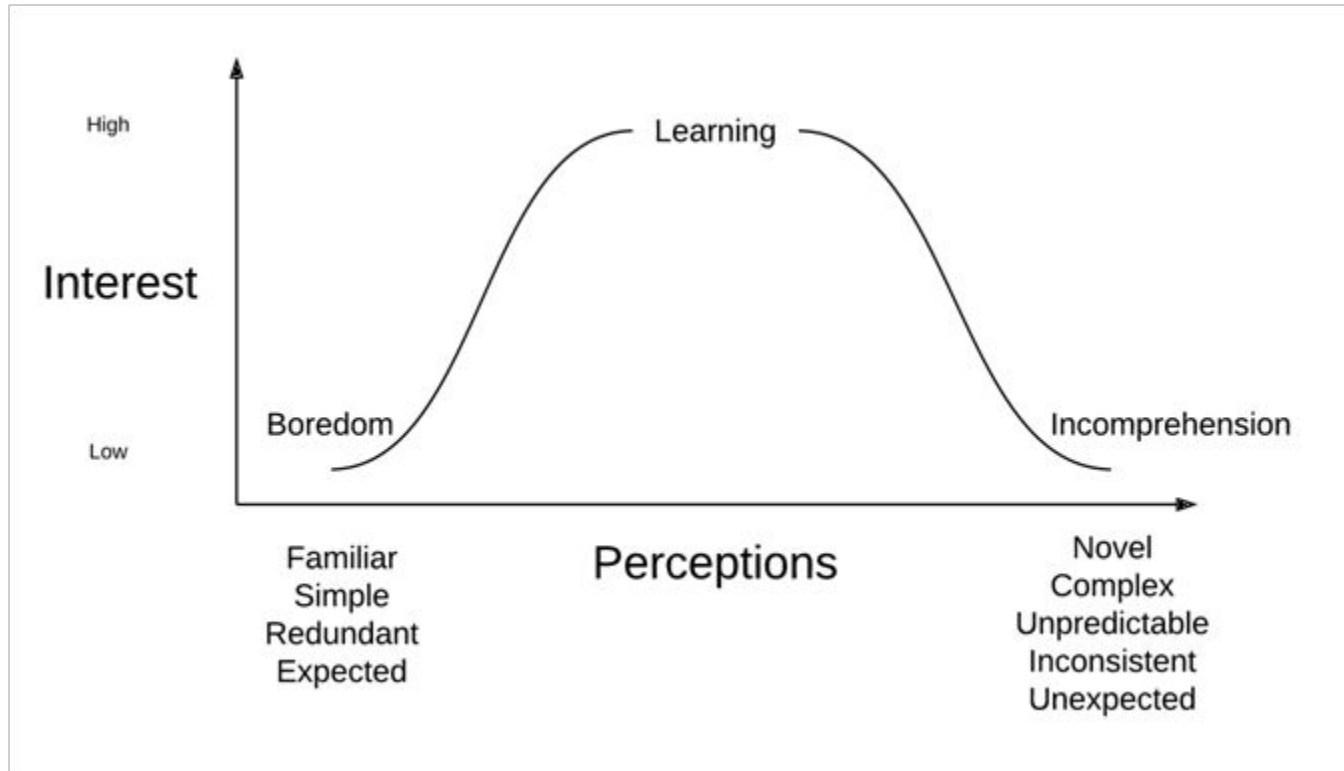 High
Learning
Interest
Boredom
Incomprehension
Low
Perceptions
Familiar
Simple
Redundant
Expected
Novel
Complex
Unpredictable
Inconsistent
Unexpected